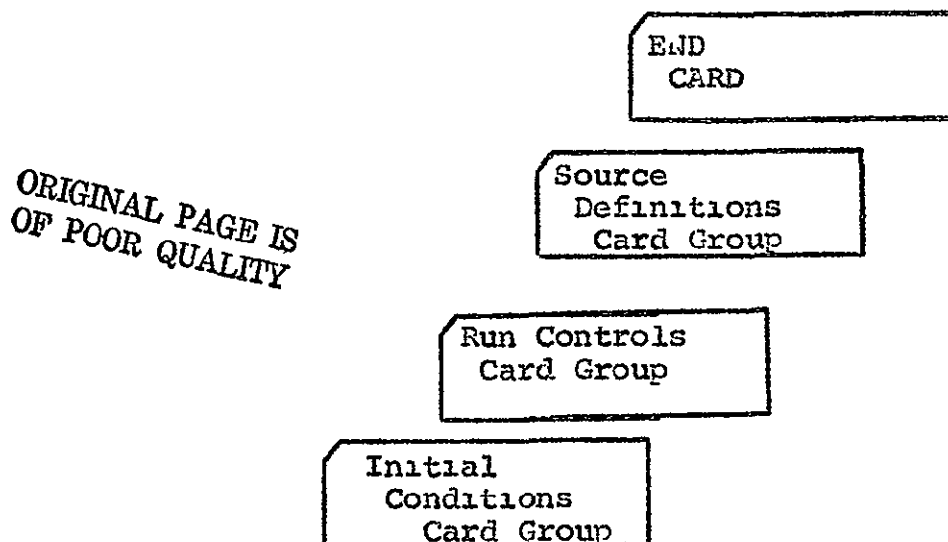 END
CARD
Source
Definitions
Card Group
ORIGINAL PAGE IS
OF POOR QUALITY
Run Controls
Card Group
Initial
Conditions
Card Group